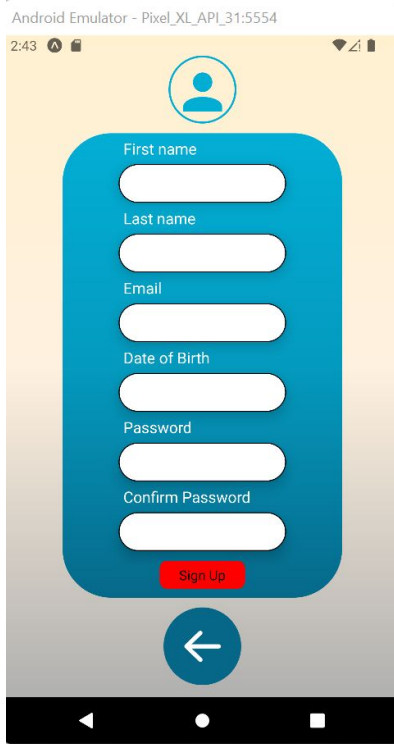 Android Emulator - Pixel_XL_API_31:5554
2:43
First name
Last name
Email
Date of Birth
Password
Confirm Password
Sign Up